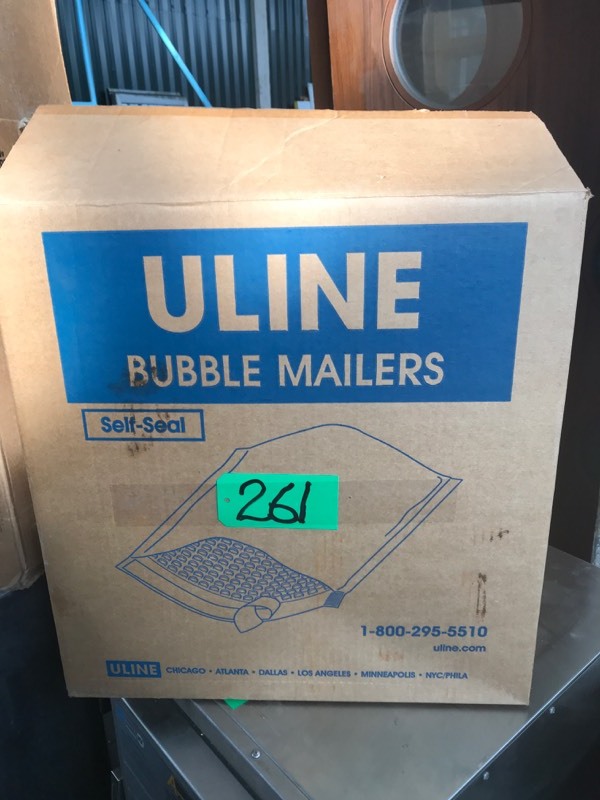 ULINE
BUBBLE MAILERS
Self-Seal
261
1-800-295-5510
uline.com
ULINE CHICAGO • ATLANTA • DALLAS • LOS ANGELES • MINNEAPOLIS • NYC/PHILA